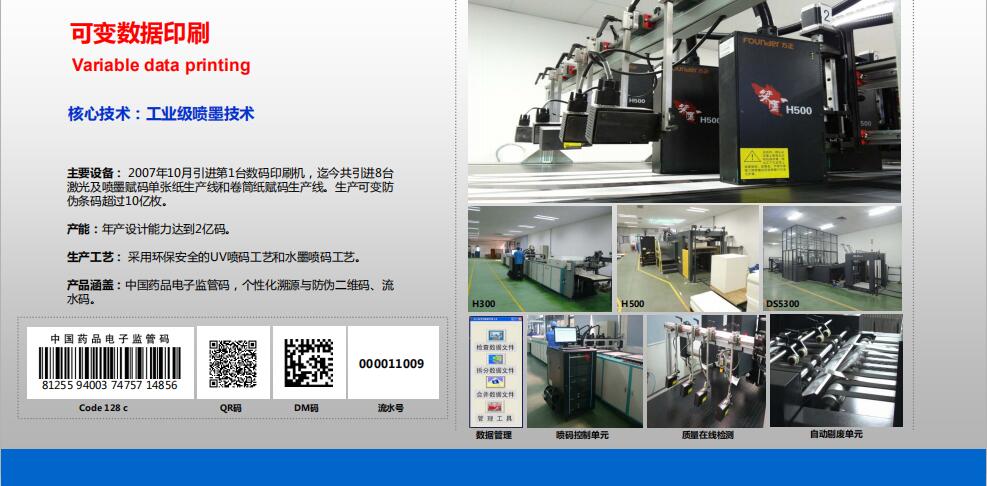 可变数据印刷
Variable data printing
核心技术：工业级喷墨技术
主要设备： 2007年10月引进第1台数码印刷机，迄今共引进8台
激光及喷墨赋码单张纸生产线和卷筒纸赋码生产线。生产可变防
伪条码超过10亿枚。
产能：年产设计能力达到2亿码。
生产工艺： 采用环保安全的UV喷码工艺和水墨喷码工艺。
产品涵盖：中国药品电子监管码，个性化溯源与防伪二维码、流
水码。
中国药品电子监管码
81255 94003 74757 14856
000011009
Code 128 c
QR码
DM码
流水号
2
Founder 方正
H500
Founder 方正
H500
H300
H500
DS5300
检查数据文件
拆分数据文件
合并数据文件
管 理 工 具
数据管理
喷码控制单元
质量在线检测
自动剔废单元